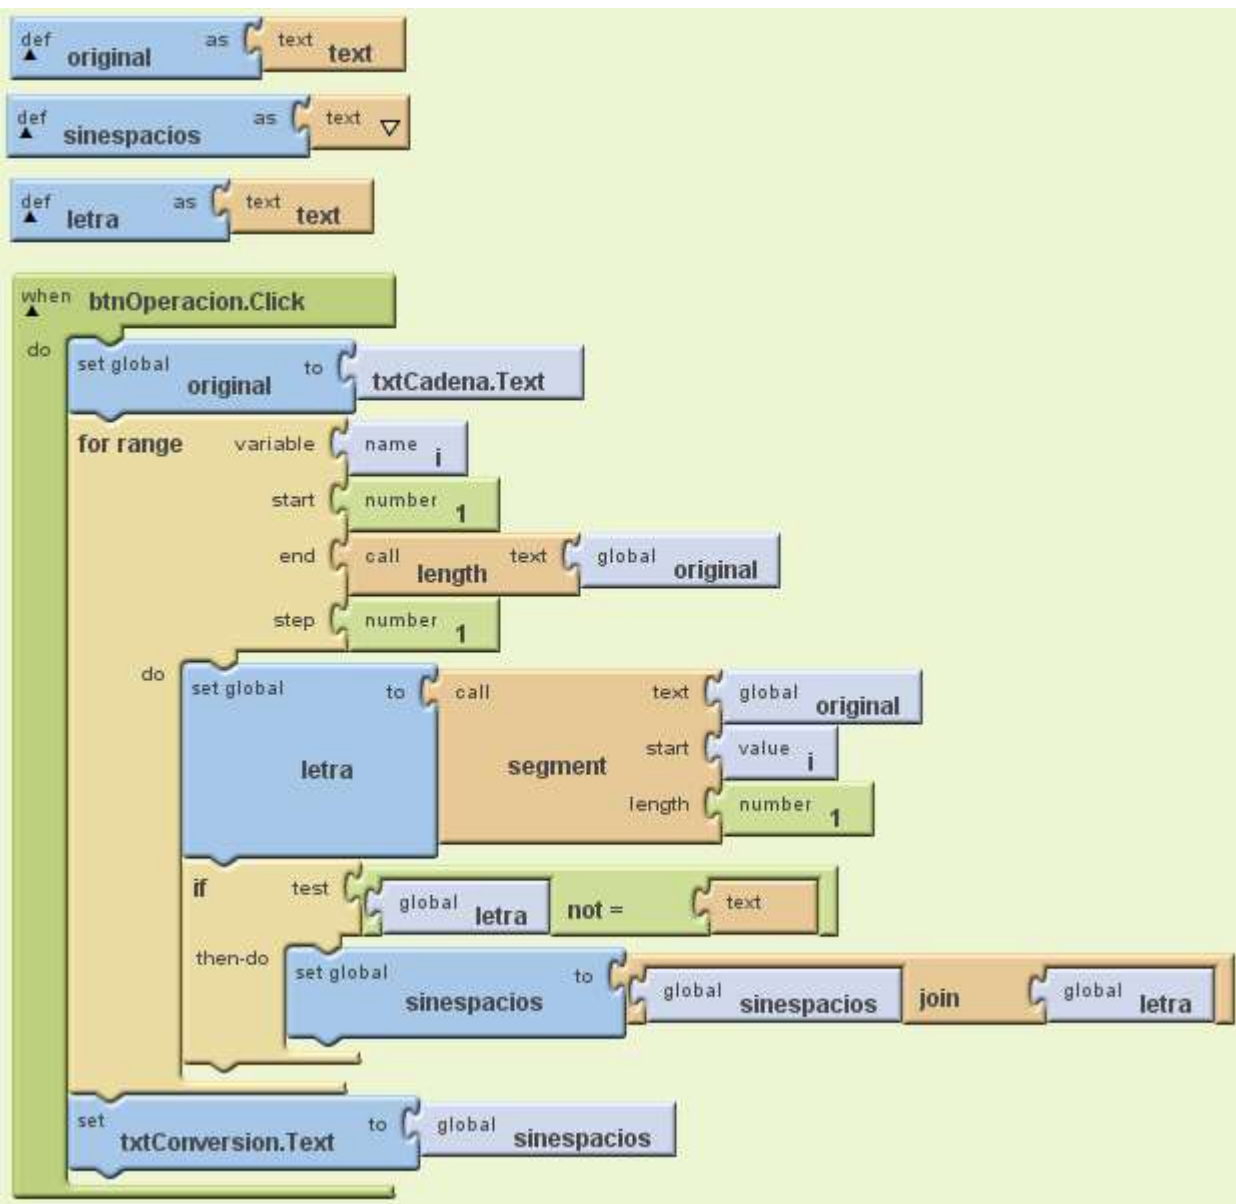 def original as text text
def sinespacios as text
def letra as text text
when btnOperacion.Click
do set global original to txtCadena.Text
for range variable name i
start number 1
end call length text global original
step number 1
do set global letra to call segment text global original
start value i
length number 1
if test global letra not = text
then-do set global sinespacios to global sinespacios join global letra
set txtConversion.Text to global sinespacios